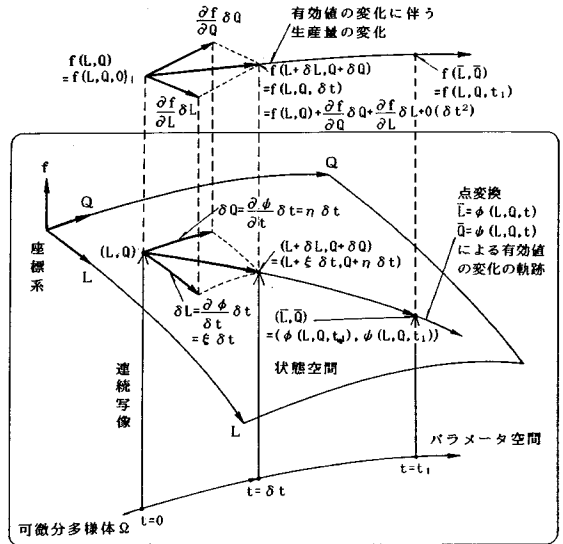 ∂f/∂Q δQ
有効値の変化に伴う
生産量の変化
f(L,Q)
=f(L,Q,0)₁
∂f/∂L δL
f(L+δL,Q+δQ)
=f(L,Q,δt)
=f(L,Q)+∂f/∂Q δQ+∂f/∂L δL+0(δt²)
f(L̄,Q̄)
=f(L,Q,t₁)
f
Q
L
座標系
Q
(L,Q)
δQ=∂ψ/∂t δt=η δt
δL=∂φ/δt δt
=ξ δt
(L+δL,Q+δQ)
=(L+ξ δt,Q+η δt)
点変換
L̄=φ(L,Q,t)
Q̄=ψ(L,Q,t)
による有効値
の変化の軌跡
(L̄,Q̄)
=(φ(L,Q,t₁),ψ(L,Q,t₁))
連続写像
状態空間
L
パラメータ空間
t=0
t=δt
t=t₁
可微分多様体Ω